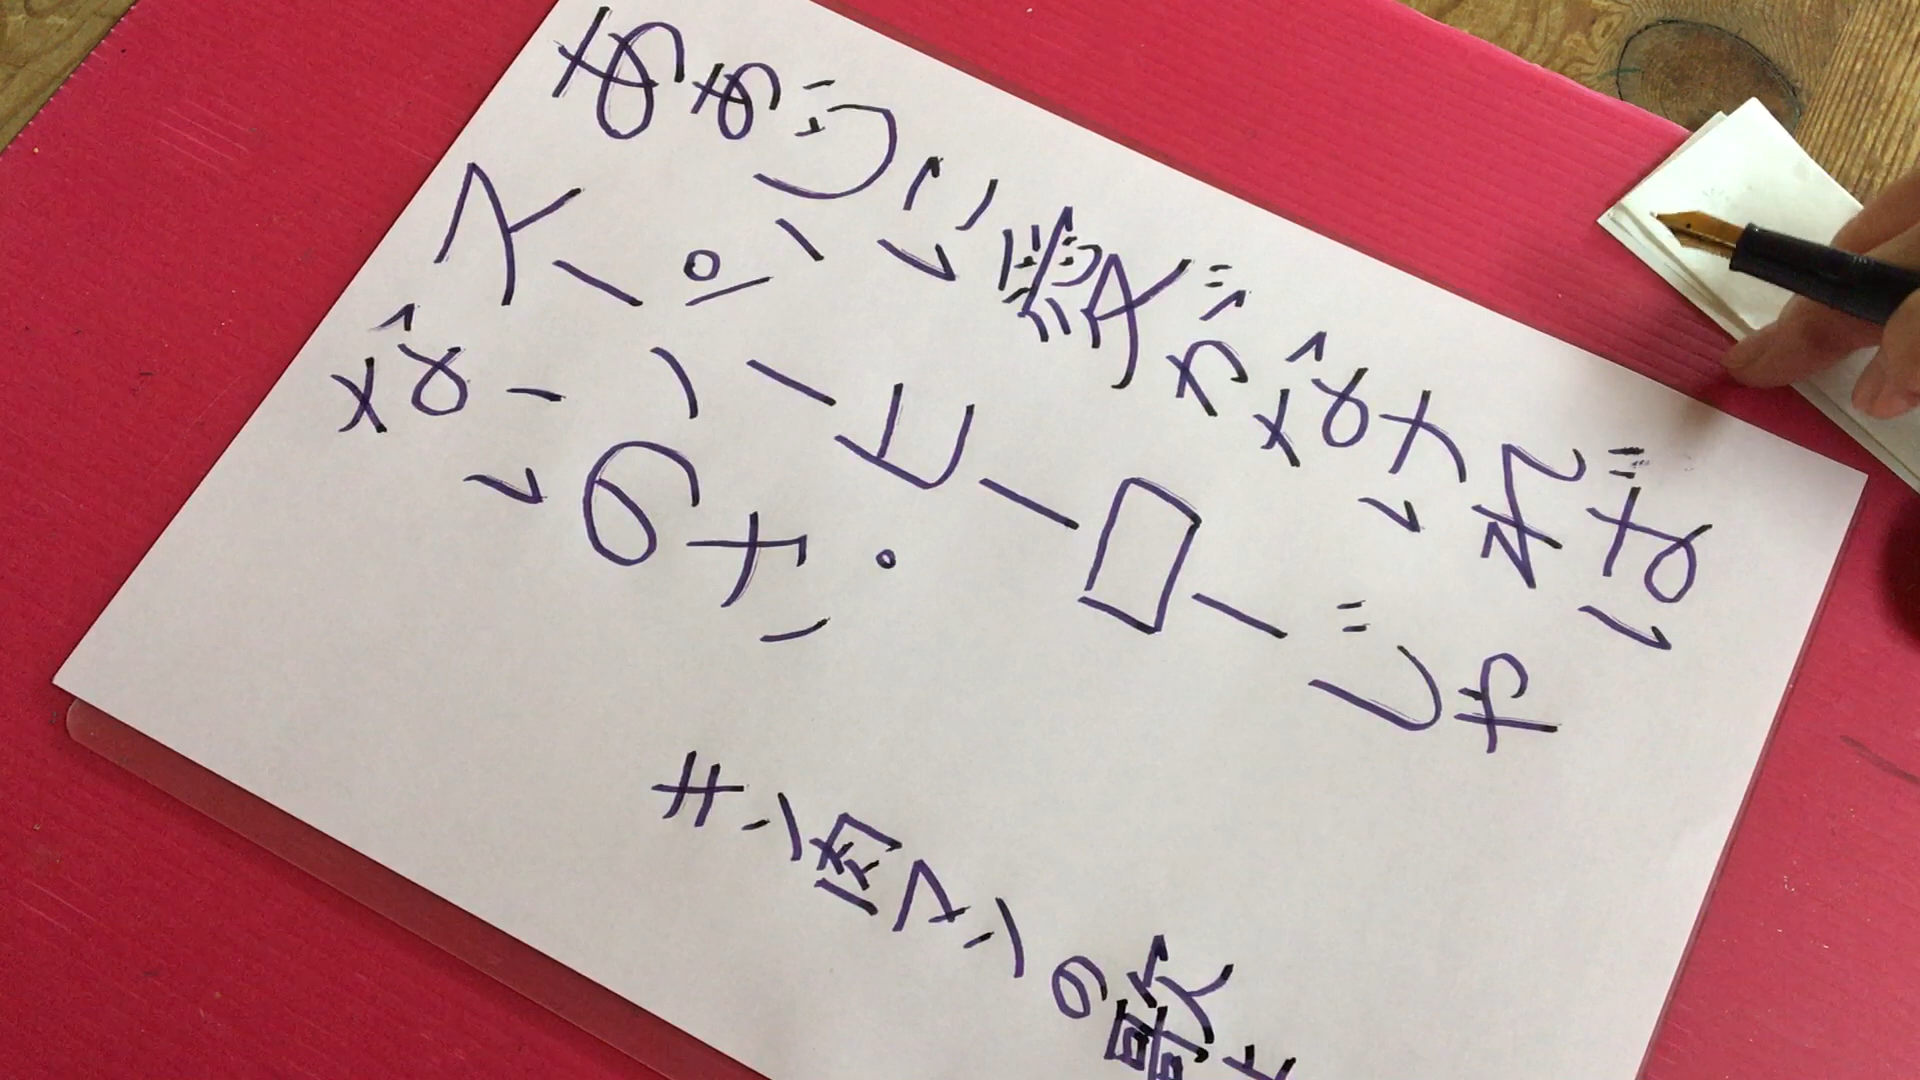 ああ心に愛がなければ
スーパーヒーローじゃ
ないのさ。
キン肉マンの歌